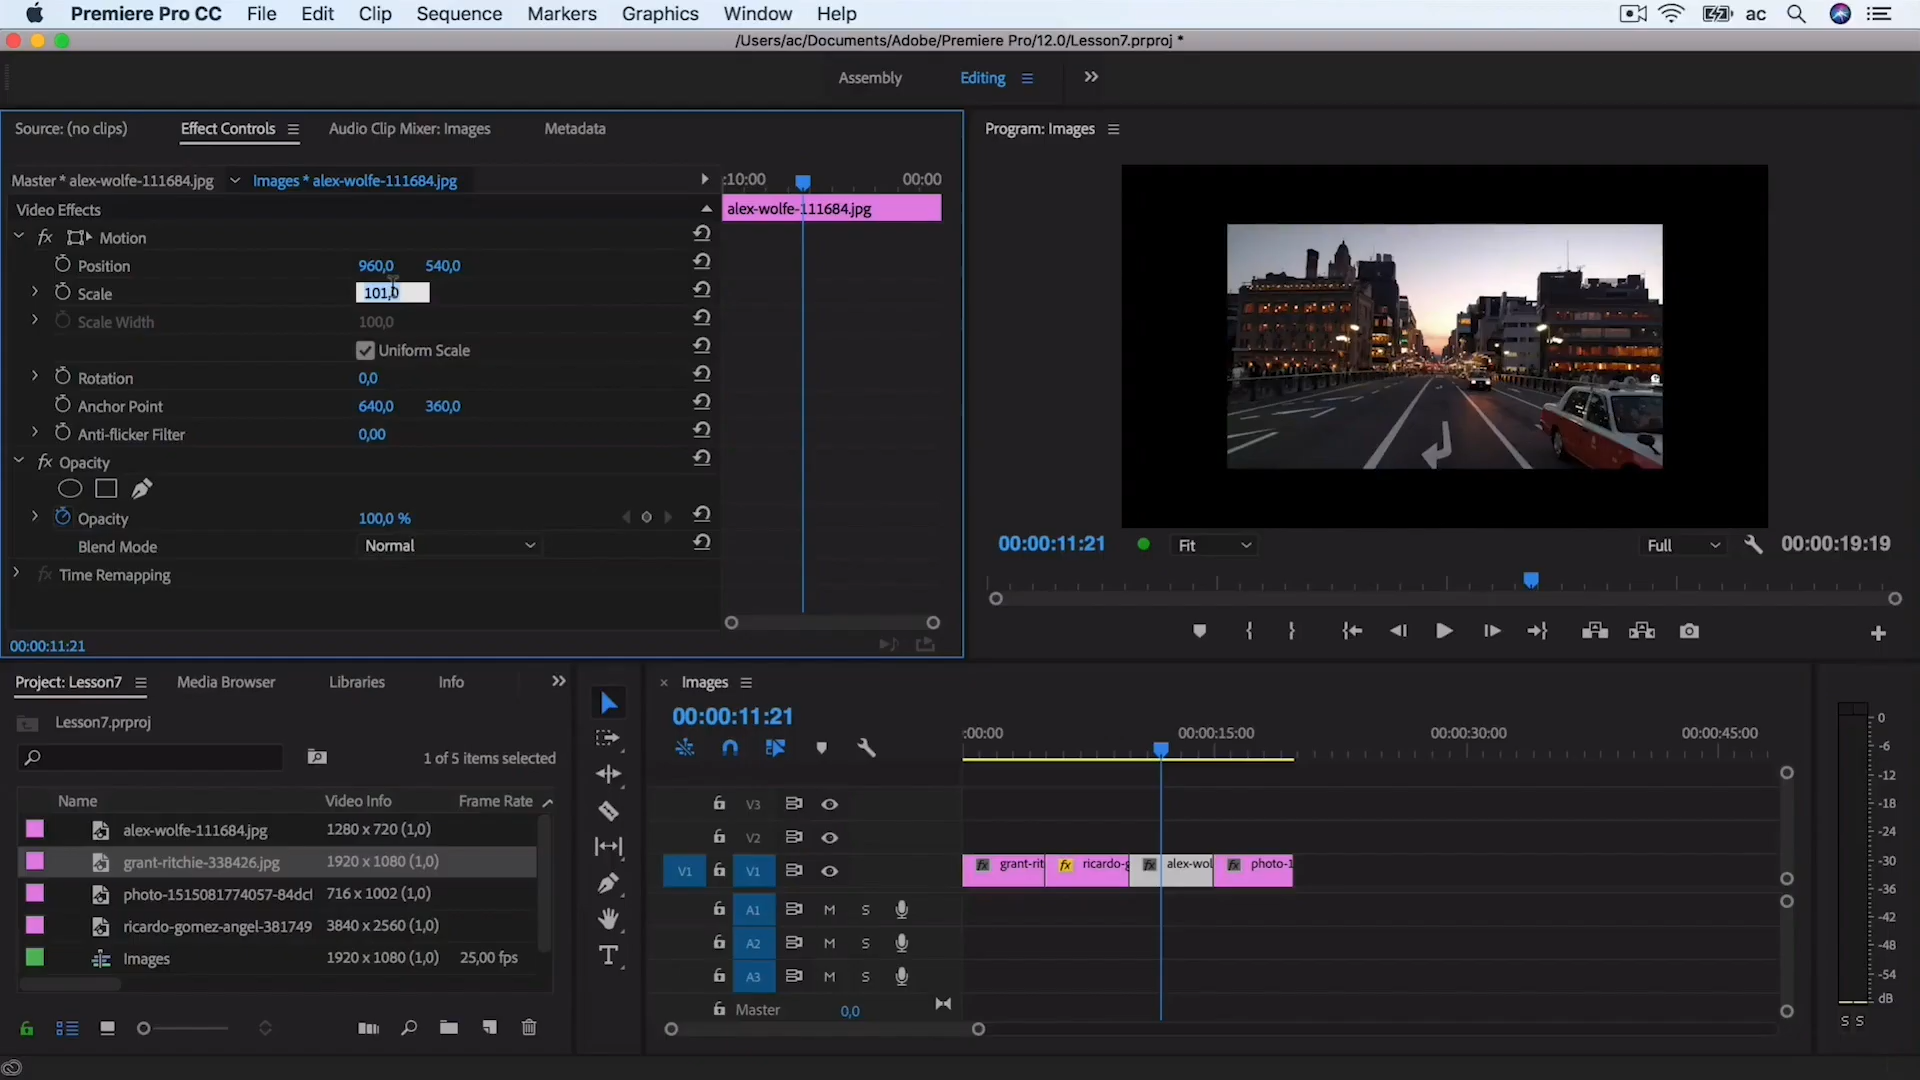 Premiere Pro CC File Edit Clip Sequence Markers Graphics Window Help ac
/Users/ac/Documents/Adobe/Premiere Pro/12.0/Lesson7.prproj *
Assembly Editing
Source: (no clips) Effect Controls Audio Clip Mixer: Images Metadata
Master * alex-wolfe-111684.jpg Images * alex-wolfe-111684.jpg
Video Effects
Motion
Position 960,0 540,0
Scale 101,0
Scale Width 100,0
Uniform Scale
Rotation 0,0
Anchor Point 640,0 360,0
Anti-flicker Filter 0,00
Opacity
Opacity 100,0 %
Blend Mode Normal
Time Remapping
:10:00 00:00
alex-wolfe-111684.jpg
00:00:11:21
Program: Images
00:00:11:21 Fit Full 00:00:19:19
Project: Lesson7 Media Browser Libraries Info
Lesson7.prproj
1 of 5 items selected
Name Video Info Frame Rate
alex-wolfe-111684.jpg 1280 x 720 (1,0)
grant-ritchie-338426.jpg 1920 x 1080 (1,0)
photo-1515081774057-84dcl 716 x 1002 (1,0)
ricardo-gomez-angel-381749 3840 x 2560 (1,0)
Images 1920 x 1080 (1,0) 25,00 fps
Images
00:00:11:21
:00:00 00:00:15:00 00:00:30:00 00:00:45:00
V3
V2
V1 V1 fx grant-rit fx ricardo-g fx alex-wol fx photo-1
A1 M S
A2 M S
A3 M S
Master 0,0
0
-6
-12
-18
-24
-30
-36
-42
-48
-54
dB
S S